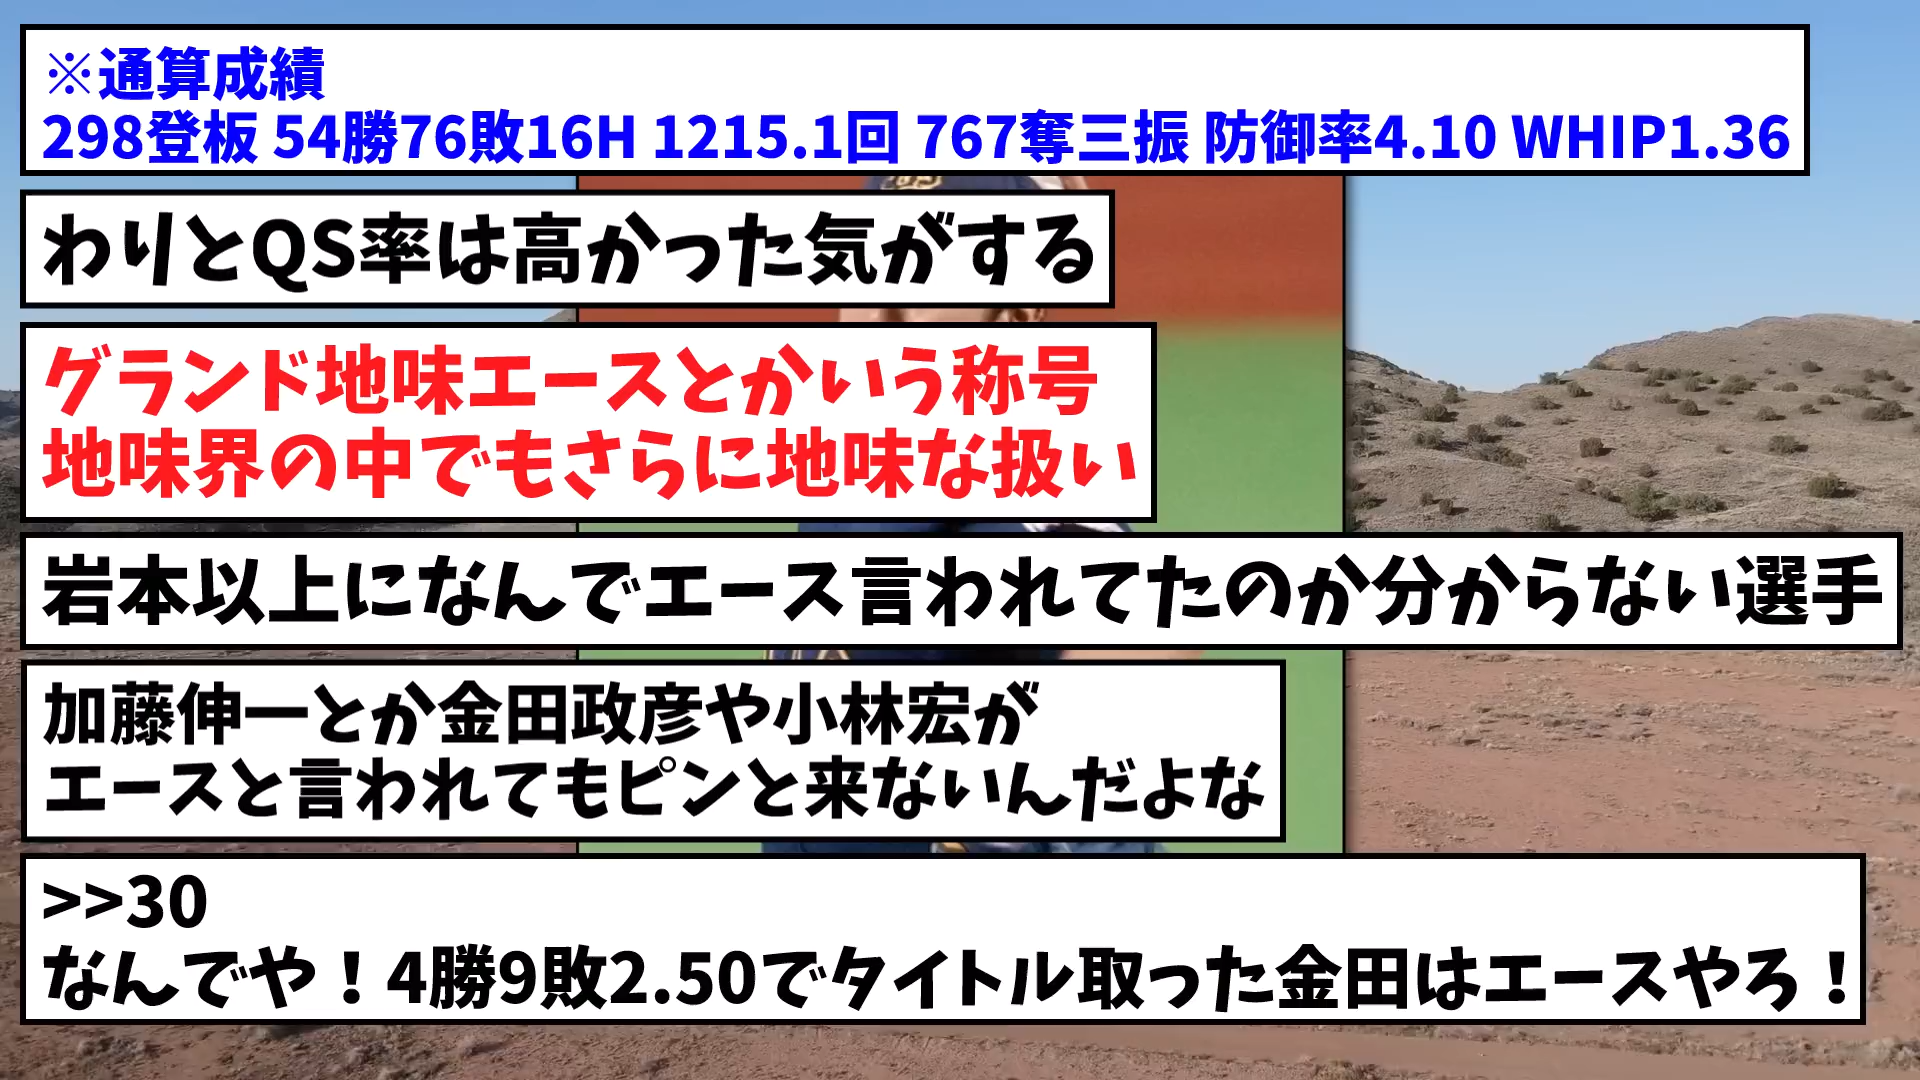 ※通算成績
298登板 54勝76敗16H 1215.1回 767奪三振 防御率4.10 WHIP1.36
わりとQS率は高かった気がする
グランド地味エースとかいう称号
地味界の中でもさらに地味な扱い
岩本以上になんでエース言われてたのか分からない選手
加藤伸一とか金田政彦や小林宏が
エースと言われてもピンと来ないんだよな
>>30
なんでや！4勝9敗2.50でタイトル取った金田はエースやろ！